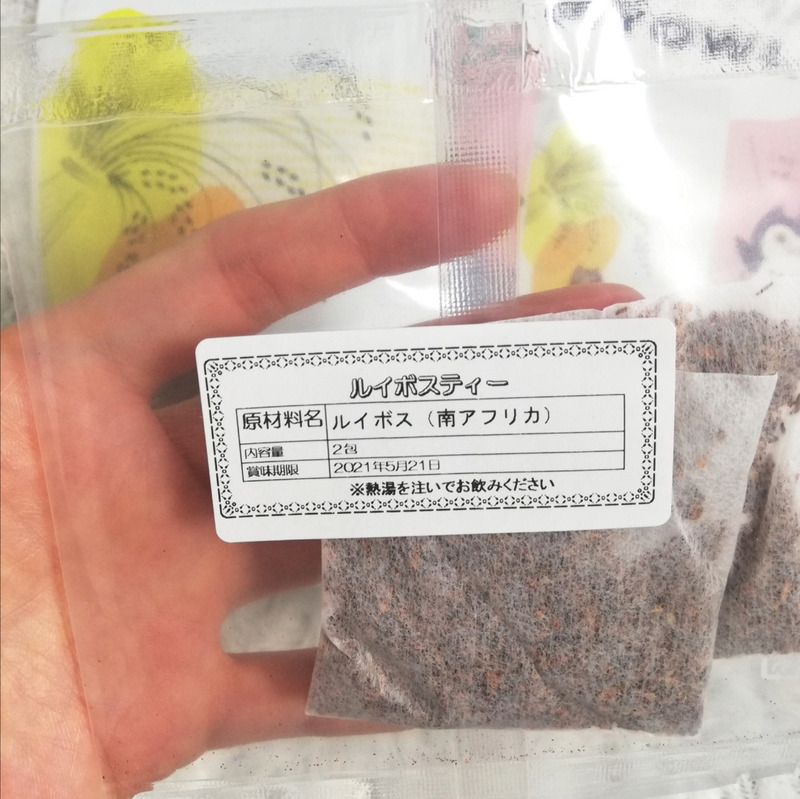 ルイボスティー
原材料名 ルイボス（南アフリカ）
内容量 2包
賞味期限 2021年5月21日
※熱湯を注いでお飲みください